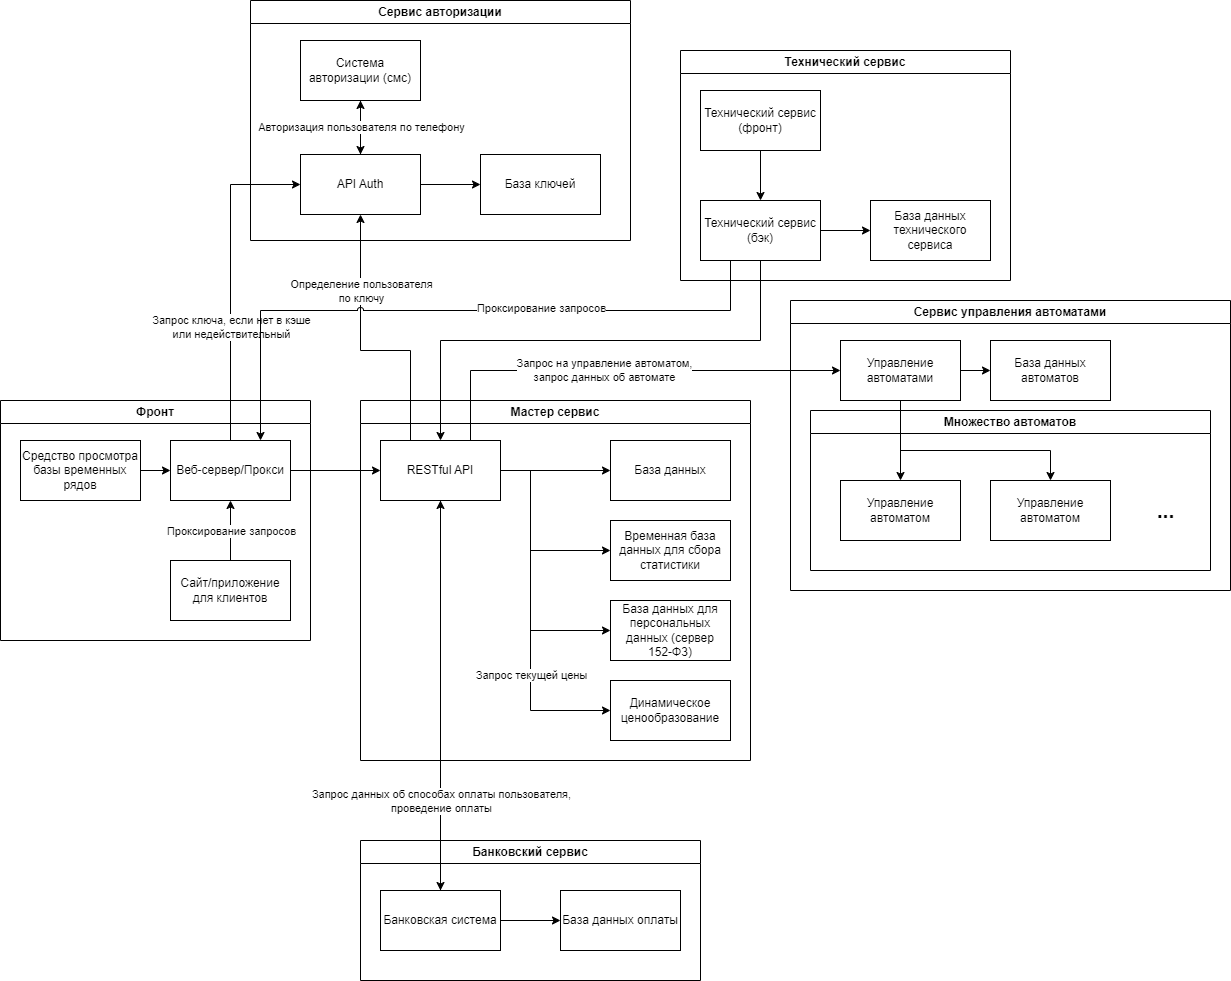 Сервис авторизации
Система
авторизации (смс)
Авторизация пользователя по телефону
API Auth
База ключей
Технический сервис
Технический сервис
(фронт)
Технический сервис
(бэк)
База данных
технического
сервиса
Определение пользователя
по ключу
Проксирование запросов
Запрос ключа, если нет в кэше
или недействительный
Запрос на управление автоматом,
запрос данных об автомате
Сервис управления автоматами
Управление
автоматами
База данных
автоматов
Множество автоматов
Управление
автоматом
Управление
автоматом
...
Фронт
Средство просмотра
базы временных
рядов
Веб-сервер/Прокси
Проксирование запросов
Сайт/приложение
для клиентов
Мастер сервис
RESTful API
База данных
Временная база
данных для сбора
статистики
База данных для
персональных
данных (сервер
152-ФЗ)
Запрос текущей цены
Динамическое
ценообразование
Запрос данных об способах оплаты пользователя,
проведение оплаты
Банковский сервис
Банковская система
База данных оплаты